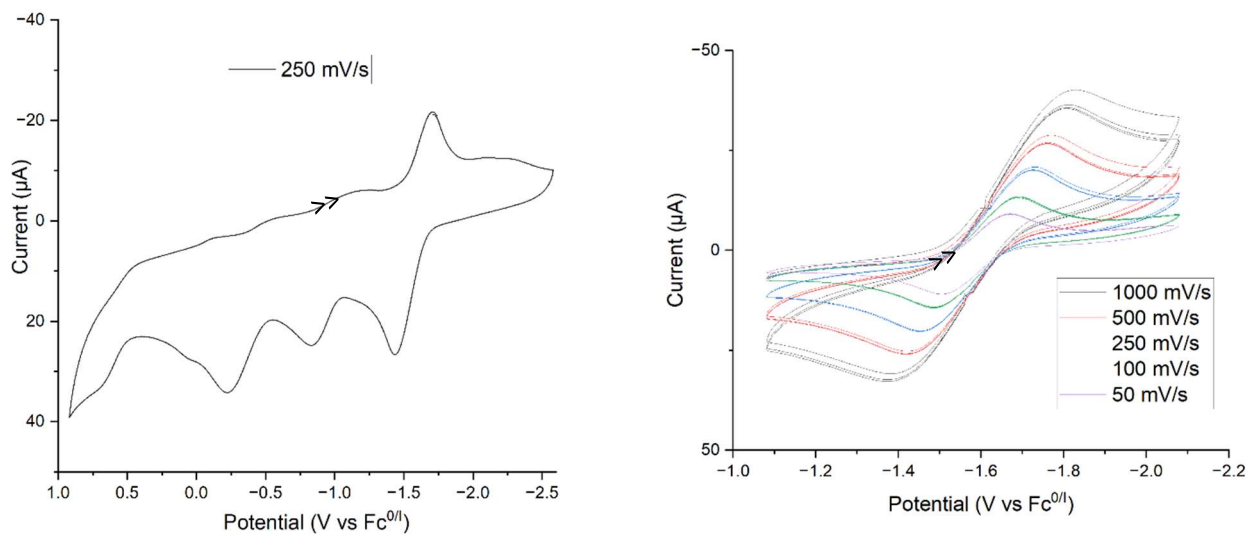 −40
−20
0
20
40
Current (µA)
250 mV/s
1.0 0.5 0.0 −0.5 −1.0 −1.5 −2.0 −2.5
Potential (V vs Fc0/I)
−50
0
50
Current (µA)
1000 mV/s
500 mV/s
250 mV/s
100 mV/s
50 mV/s
−1.0 −1.2 −1.4 −1.6 −1.8 −2.0 −2.2
Potential (V vs Fc0/I)